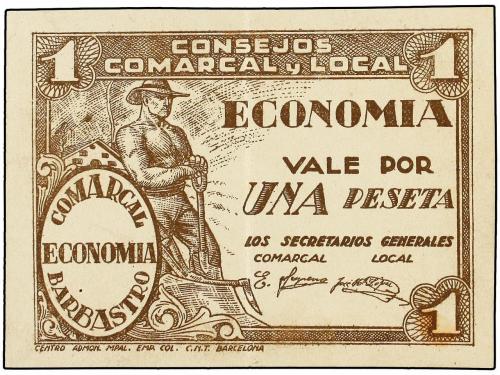 1 CONSEJOS 1
COMARCAL y LOCAL
ECONOMIA
VALE POR
UNA PESETA
LOS SECRETARIOS GENERALES
COMARCAL LOCAL
COMARCAL
ECONOMIA
BARBASTRO
1
CENTRO ADMON. MPAL. EMP. COL. C.N.T. BARCELONA